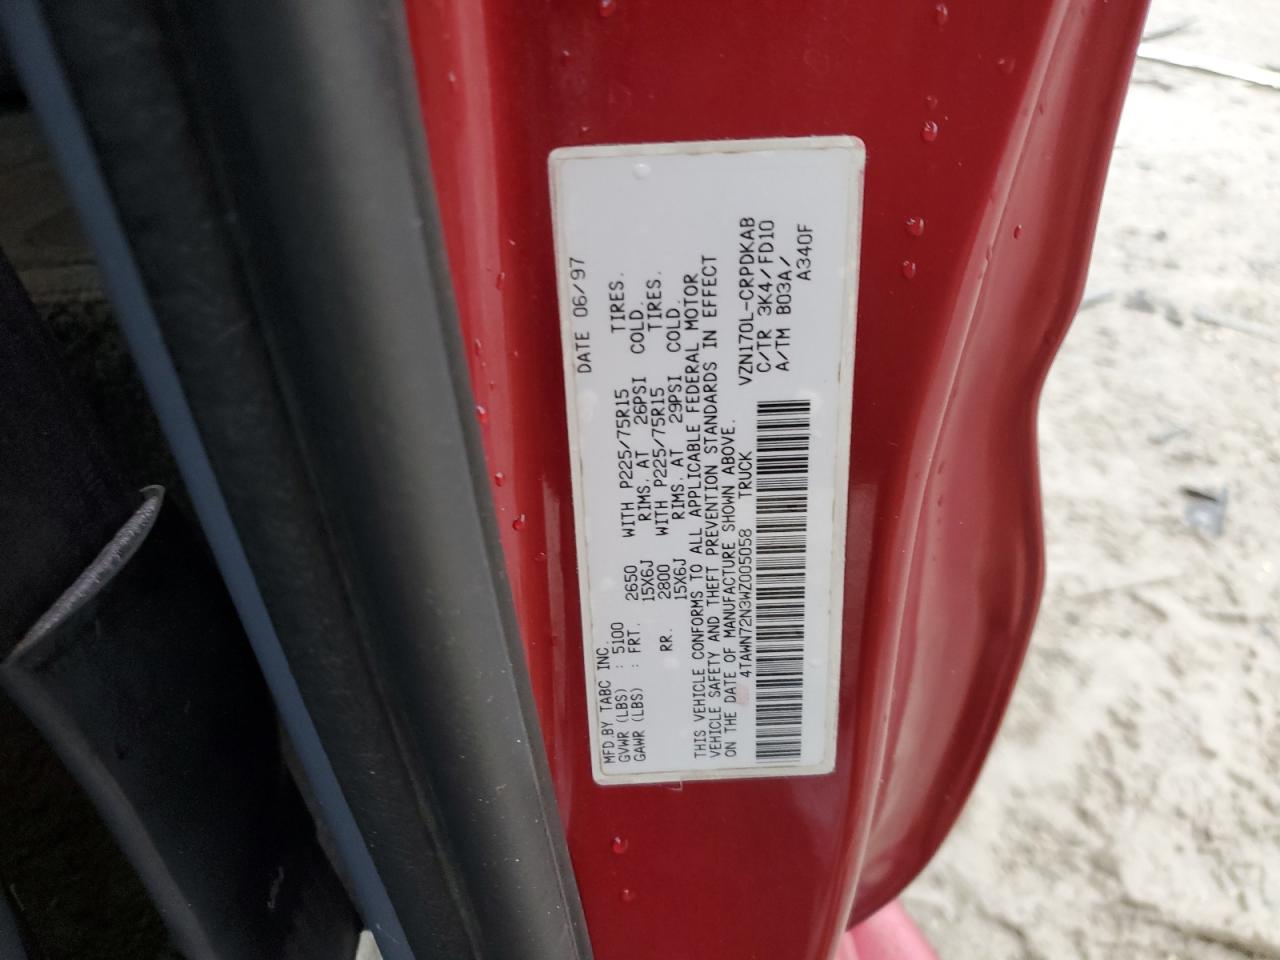 MFD.BY TABC INC. DATE 06/97
GVWR (LBS) : 5100
GAWR (LBS) : FRT. 2650 WITH P225/75R15 TIRES.
15X6J RIMS. AT 26PSI COLD.
RR. 2800 WITH P225/75R15 TIRES.
15X6J RIMS. AT 29PSI COLD.
THIS VEHICLE CONFORMS TO ALL APPLICABLE FEDERAL MOTOR
VEHICLE SAFETY AND THEFT PREVENTION STANDARDS IN EFFECT
ON THE DATE OF MANUFACTURE SHOWN ABOVE.
4TAWN72N3WZ005058 TRUCK
VZN170L-CRPDKAB
C/TR 3K4/FD10
A/TM B03A/
A340F